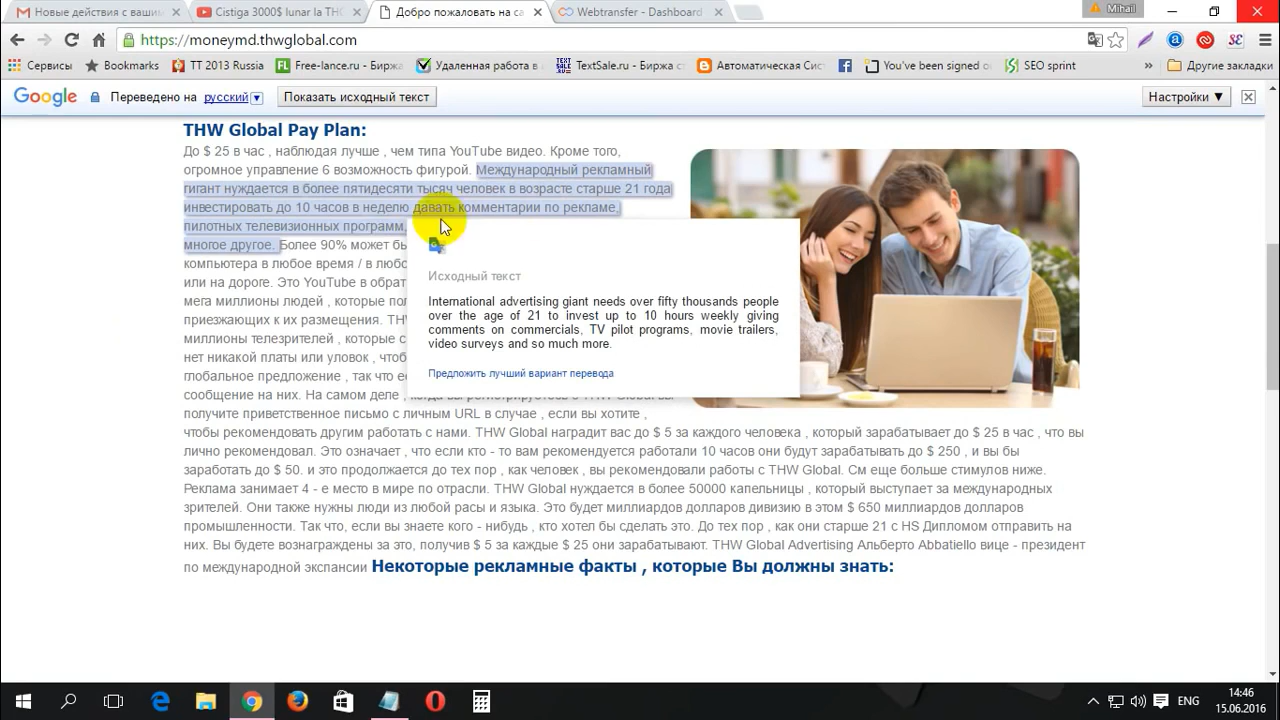 Новые действия с вашим
Cistiga 3000$ lunar la TH
Добро пожаловать на са
Webtransfer - Dashboard
Mihail
https://moneymd.thwglobal.com
Сервисы
Bookmarks
TT 2013 Russia
Free-lance.ru - Биржа
Удаленная работа в
TextSale.ru - Биржа с
Автоматическая Сис
You've been signed o
SEO sprint
Другие закладки
Google
Переведено на русский
Показать исходный текст
Настройки ▼
THW Global Pay Plan:
До $ 25 в час , наблюдая лучше , чем типа YouTube видео. Кроме того,
огромное управление 6 возможность фигурой. Международный рекламный
гигант нуждается в более пятидесяти тысяч человек в возрасте старше 21 года
инвестировать до 10 часов в неделю давать комментарии по рекламе,
пилотных телевизионных программ,
многое другое. Более 90% может бы
компьютера в любое время / в любо
или на дороге. Это YouTube в обрат
мега миллионы людей , которые пол
приезжающих к их размещения. TH
миллионы телезрителей , которые с
нет никакой платы или уловок , чтоб
глобальное предложение , так что ес
сообщение на них. На самом деле , когда вы регистрируетесь с THW Global вы
получите приветственное письмо с личным URL в случае , если вы хотите ,
чтобы рекомендовать другим работать с нами. THW Global наградит вас до $ 5 за каждого человека , который зарабатывает до $ 25 в час , что вы
лично рекомендовал. Это означает , что если кто - то вам рекомендуется работали 10 часов они будут зарабатывать до $ 250 , и вы бы
заработать до $ 50. и это продолжается до тех пор , как человек , вы рекомендовали работы с THW Global. См еще больше стимулов ниже.
Реклама занимает 4 - е место в мире по отрасли. THW Global нуждается в более 50000 капельницы , который выступает за международных
зрителей. Они также нужны люди из любой расы и языка. Это будет миллиардов долларов дивизию в этом $ 650 миллиардов долларов
промышленности. Так что, если вы знаете кого - нибудь , кто хотел бы сделать это. До тех пор , как они старше 21 с HS Дипломом отправить на
них. Вы будете вознаграждены за это, получив $ 5 за каждые $ 25 они зарабатывают. THW Global Advertising Альберто Abbatiello вице - президент
по международной экспансии Некоторые рекламные факты , которые Вы должны знать:
Исходный текст
International advertising giant needs over fifty thousands people
over the age of 21 to invest up to 10 hours weekly giving
comments on commercials, TV pilot programs, movie trailers,
video surveys and so much more.
Предложить лучший вариант перевода
ENG
14:46
15.06.2016